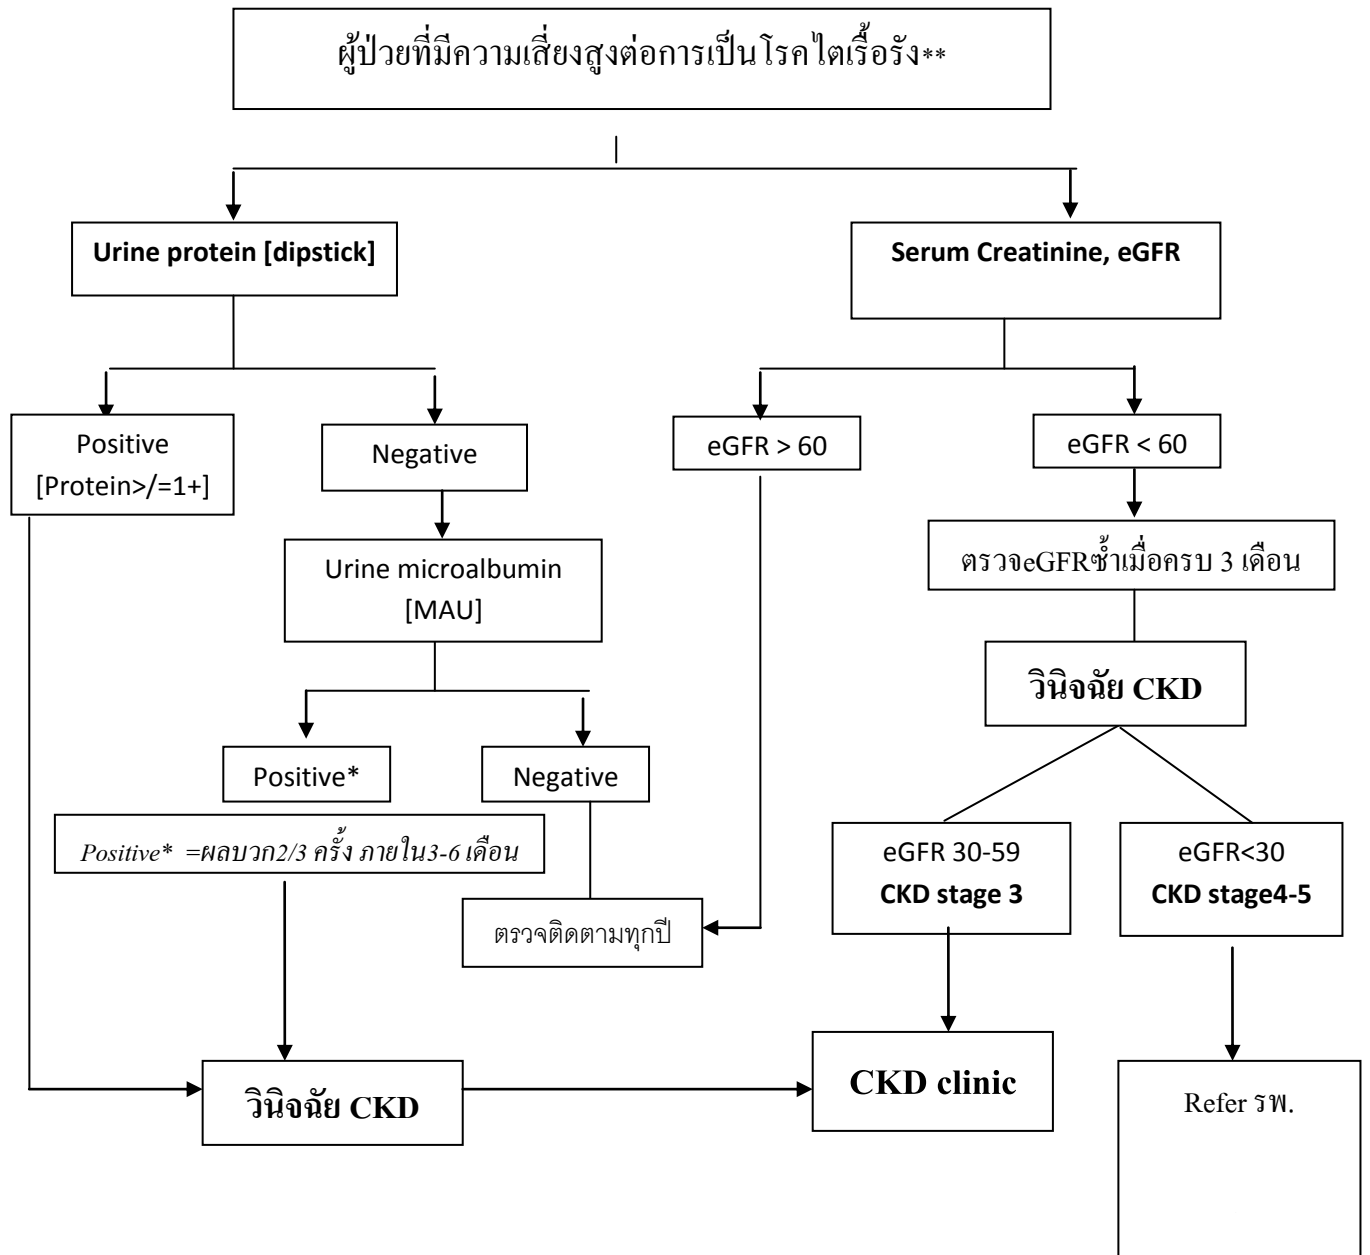 ผู้ป่วยที่มีความเสี่ยงสูงต่อการเป็นโรคไตเรื้อรัง**
Urine protein [dipstick]
Serum Creatinine, eGFR
Positive
[Protein>/=1+]
Negative
eGFR > 60
eGFR < 60
Urine microalbumin
[MAU]
ตรวจeGFRซ้ำเมื่อครบ 3 เดือน
วินิจฉัย CKD
Positive*
Negative
Positive* =ผลบวก2/3 ครั้ง ภายใน3-6 เดือน
eGFR 30-59
CKD stage 3
eGFR<30
CKD stage4-5
ตรวจติดตามทุกปี
วินิจฉัย CKD
CKD clinic
Refer รพ.